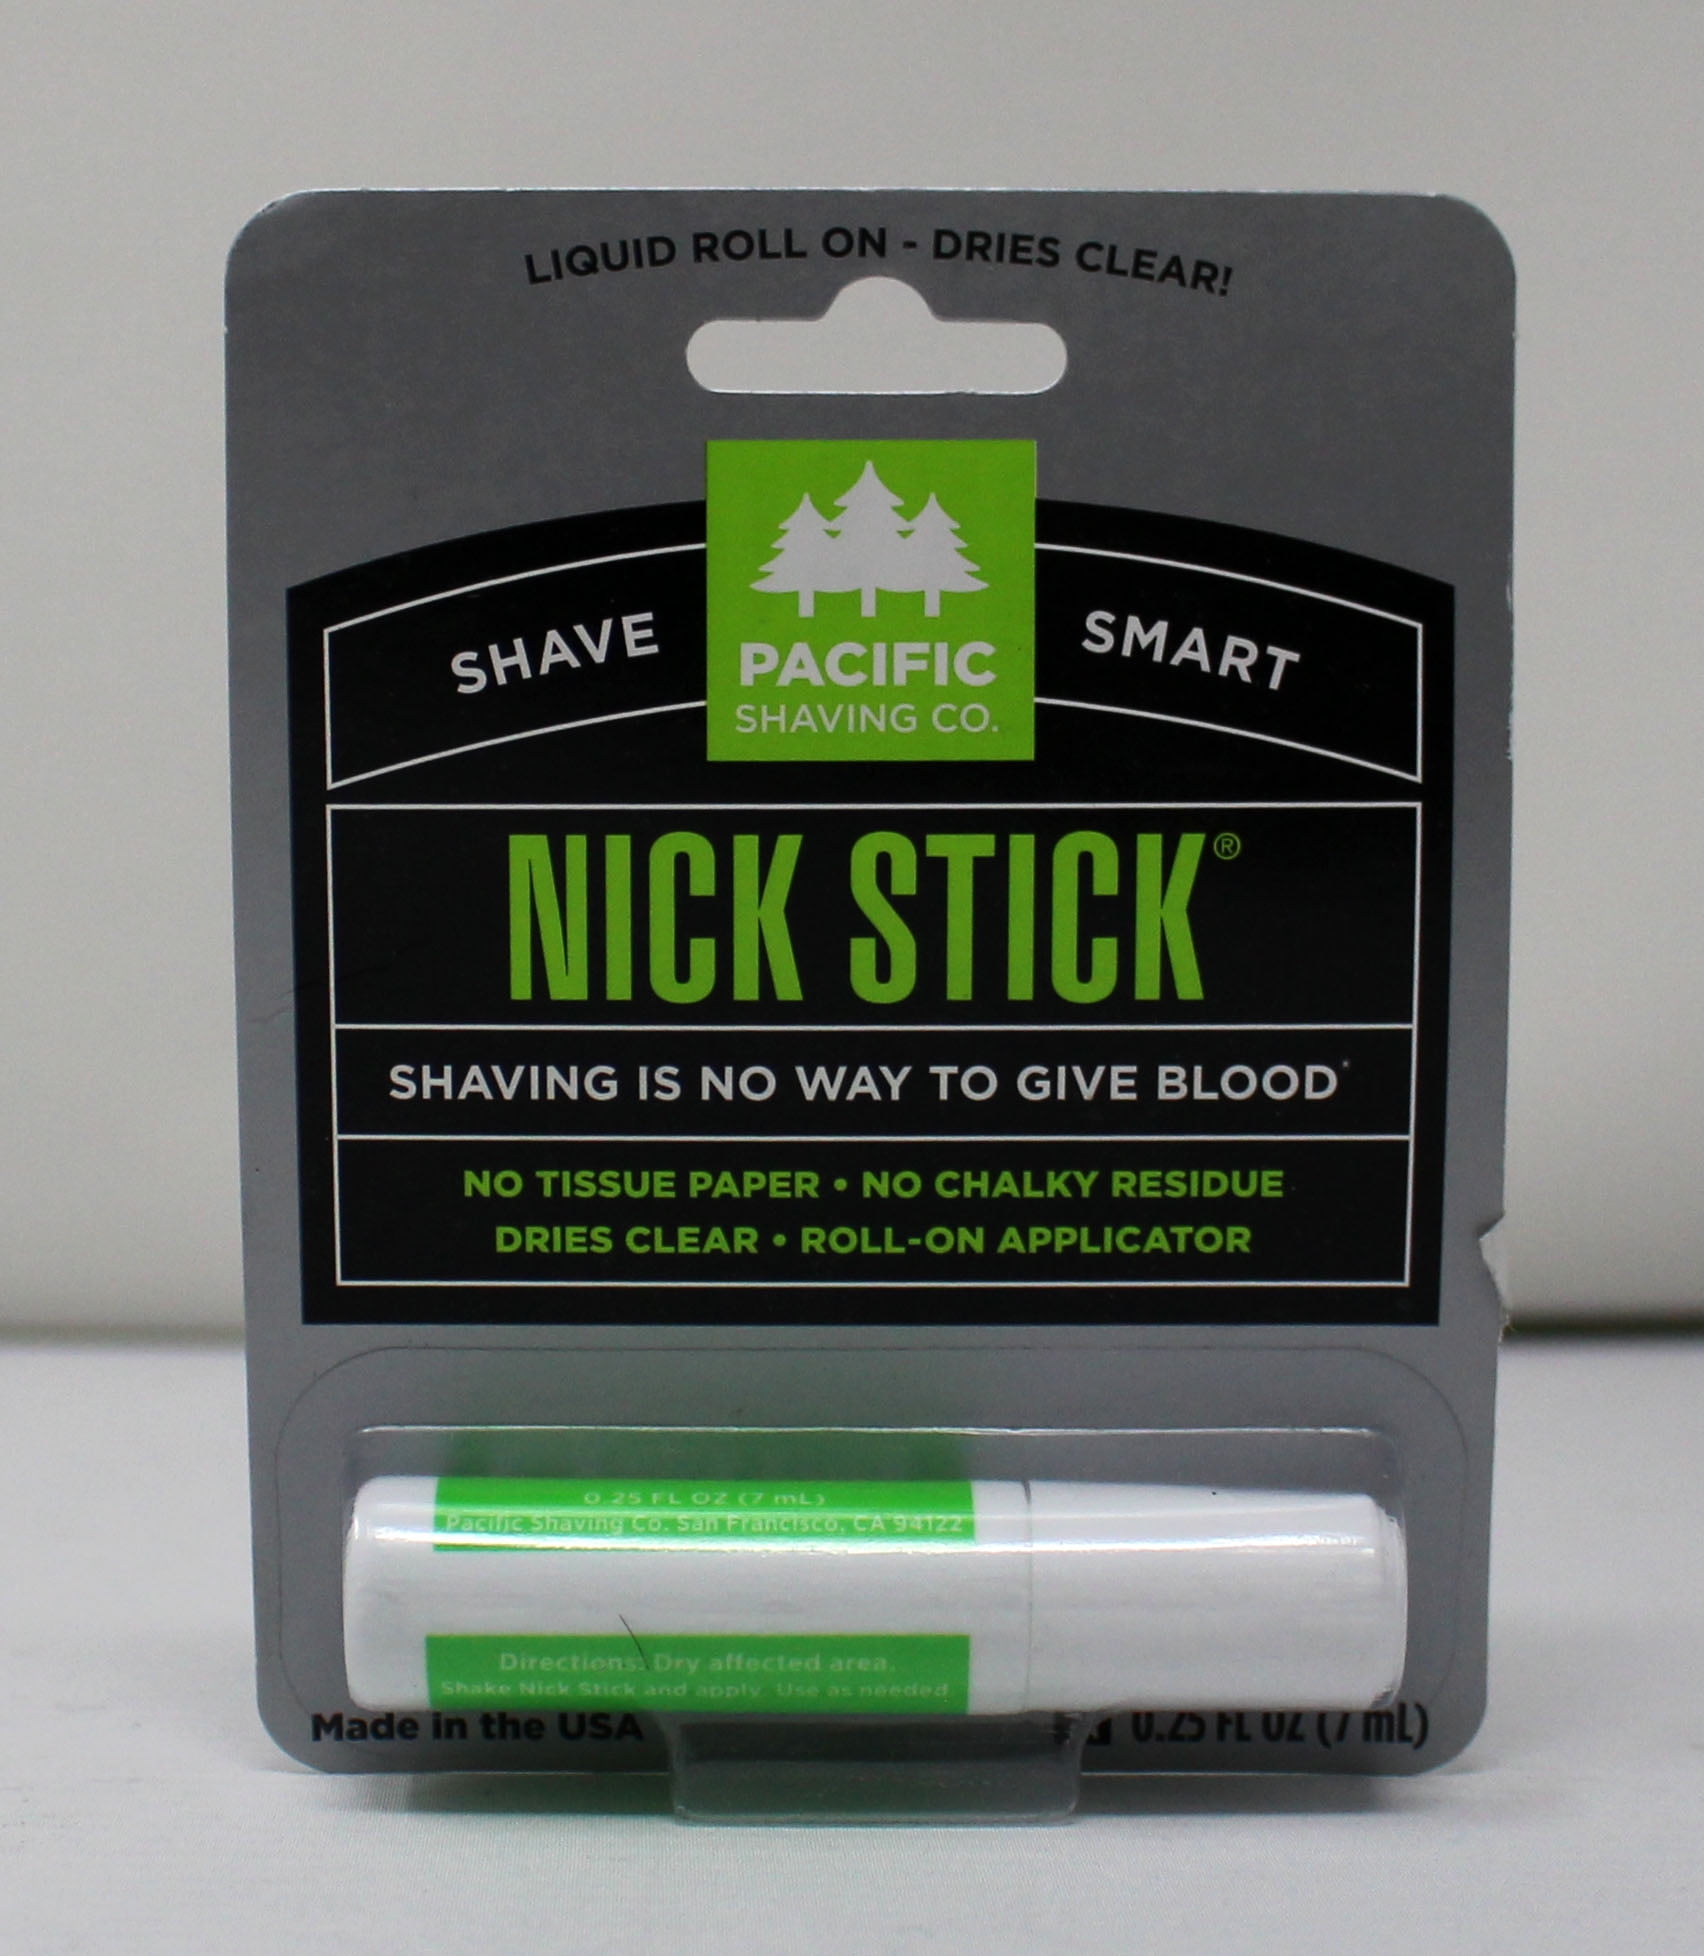 LIQUID ROLL ON - DRIES CLEAR!
SHAVE
PACIFIC
SHAVING CO.
SMART
NICK STICK®
SHAVING IS NO WAY TO GIVE BLOOD*
NO TISSUE PAPER • NO CHALKY RESIDUE
DRIES CLEAR • ROLL-ON APPLICATOR
0.25 FL OZ (7 mL)
Pacific Shaving Co. San Francisco, CA 94122
Directions: Dry affected area.
Shake Nick Stick and apply. Use as needed
Made in the USA
0.25 FL OZ (7 mL)